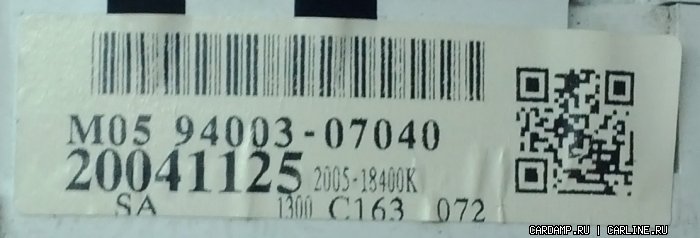 M05 94003-07040
20041125 2005-18400K
SA 1300 C163 072
CARDAMP.RU | CARLINE.RU